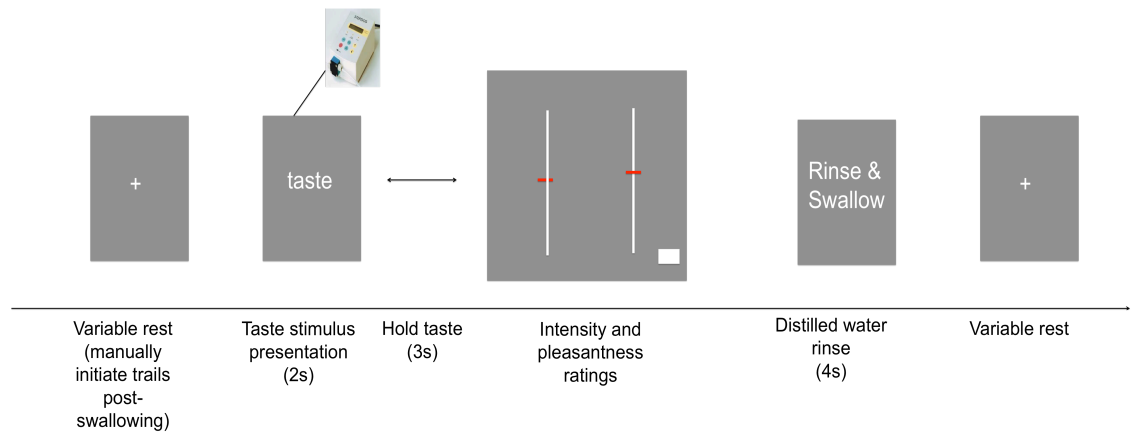 +
taste
Rinse &
Swallow
+
Variable rest
(manually
initiate trails
post-
swallowing)
Taste stimulus
presentation
(2s)
Hold taste
(3s)
Intensity and
pleasantness
ratings
Distilled water
rinse
(4s)
Variable rest